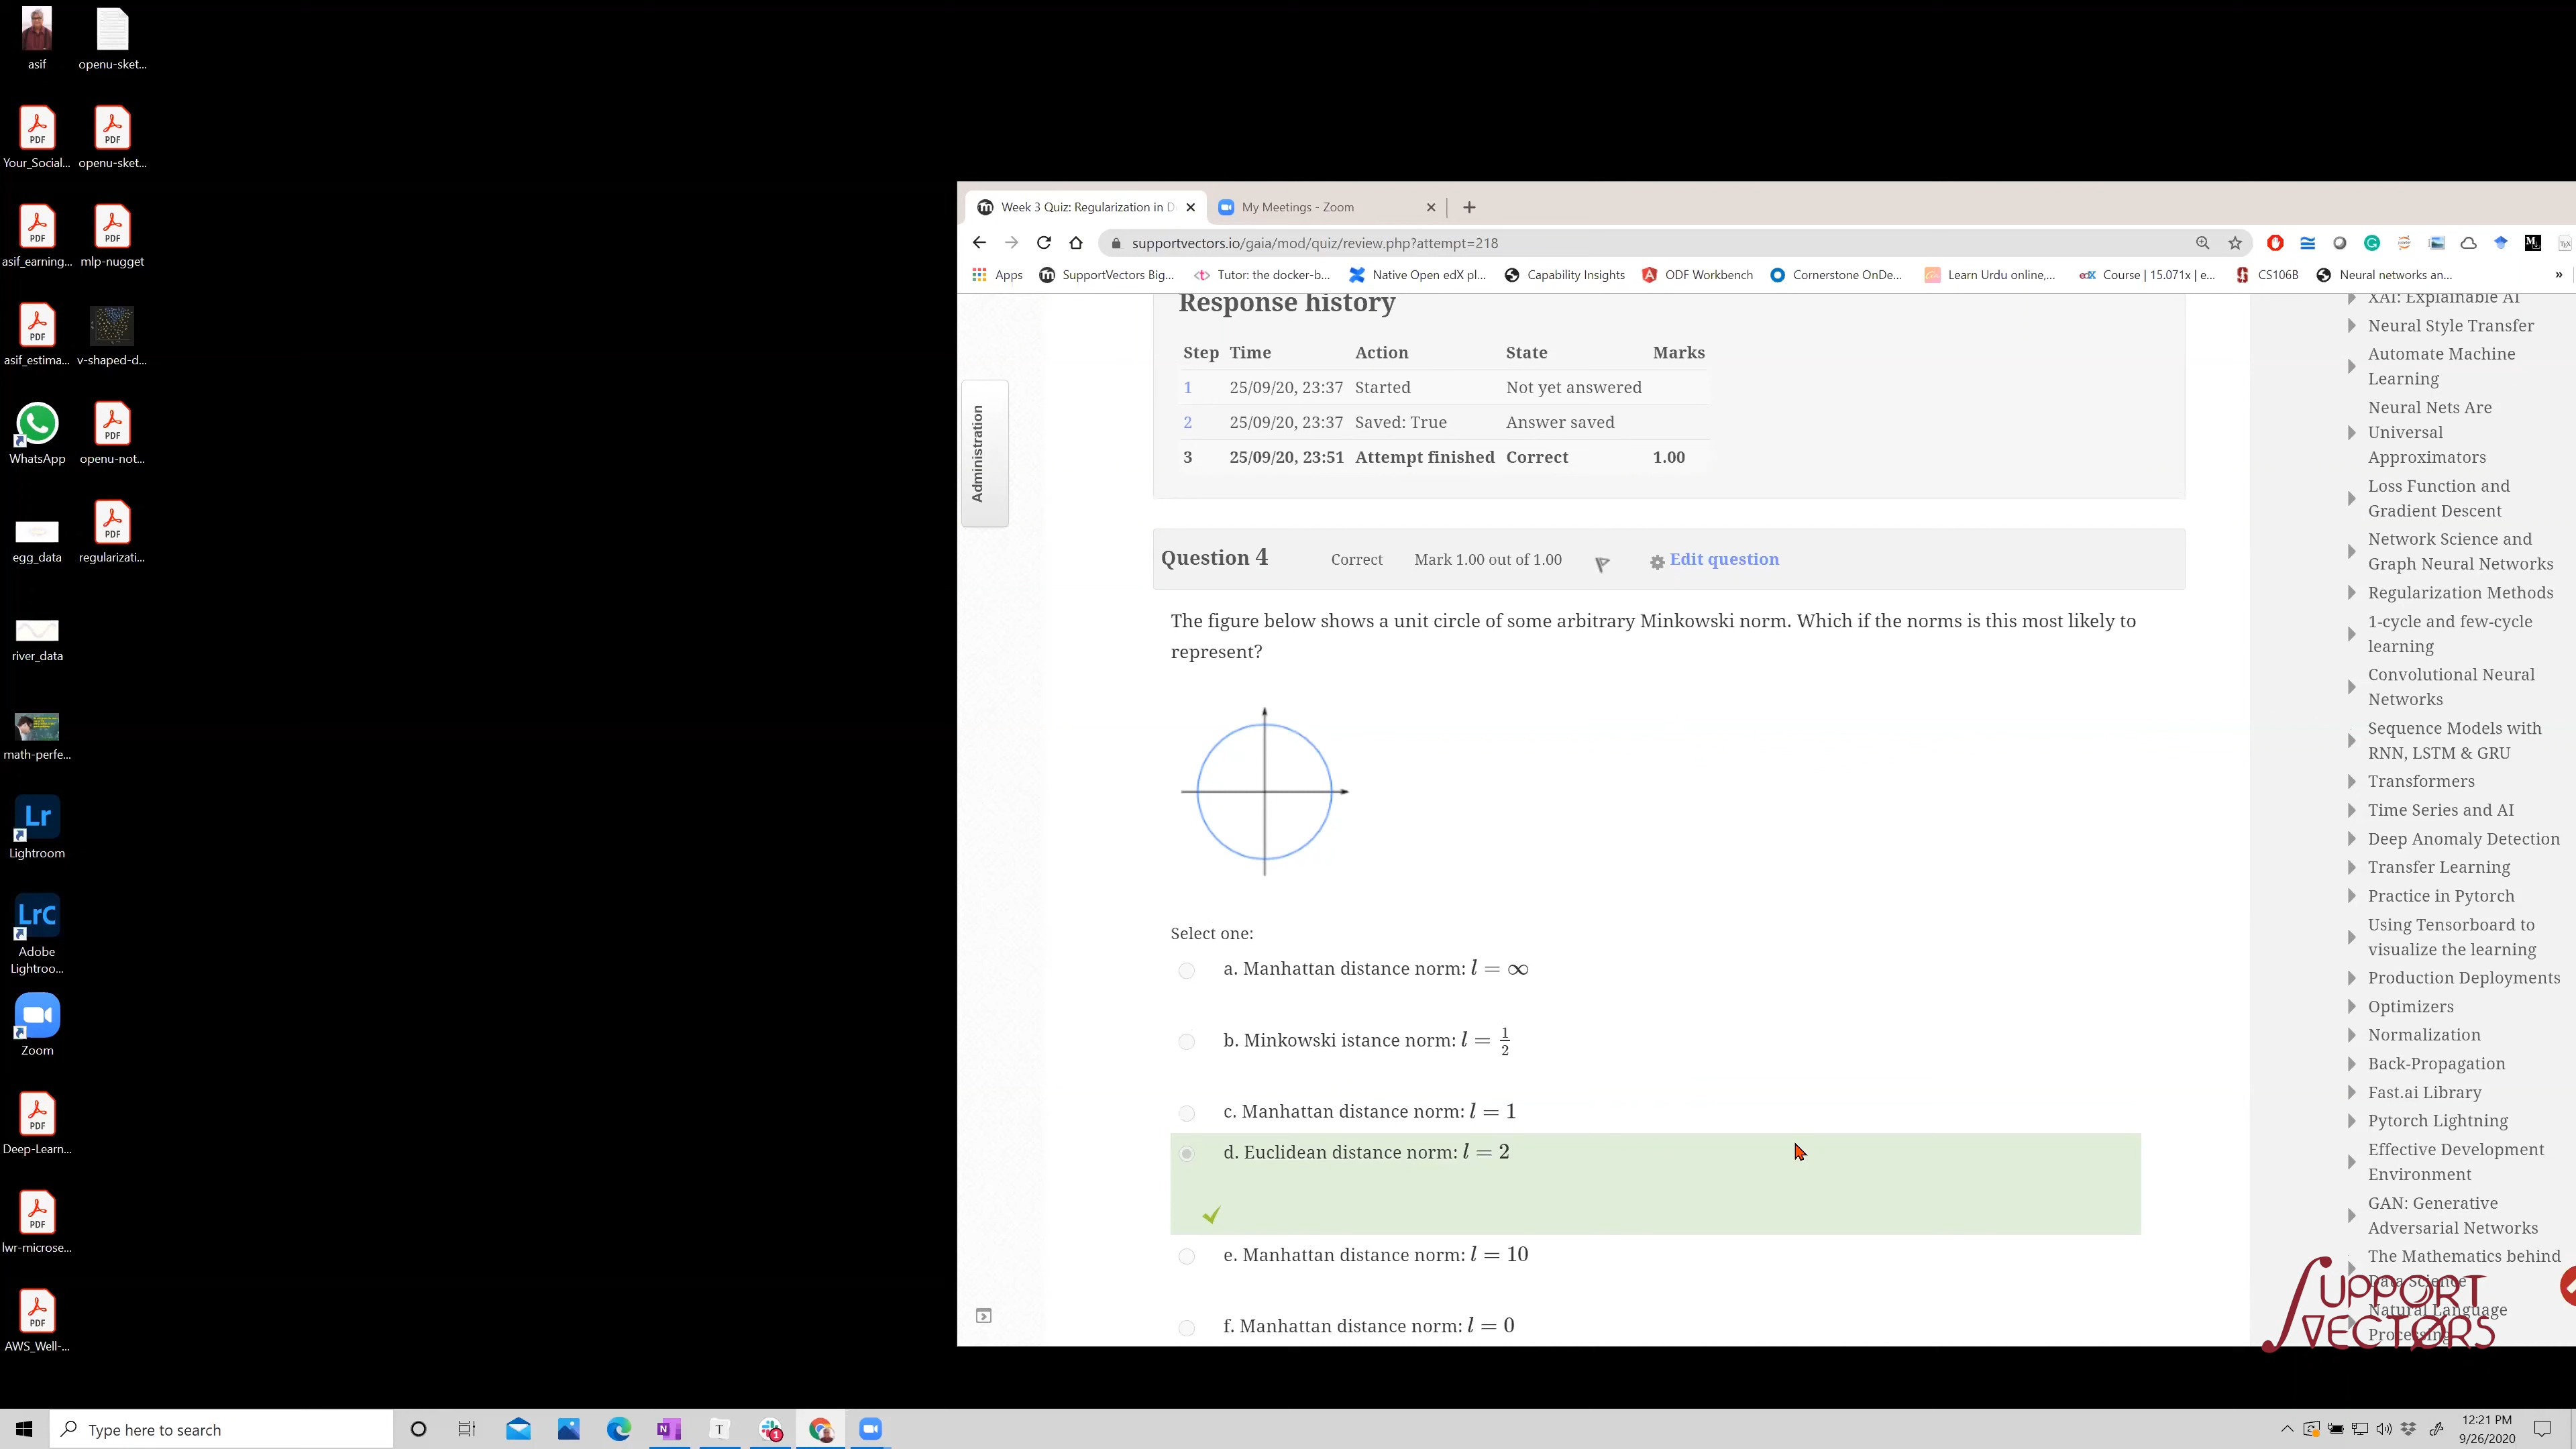 asif
openu-sket...
Your_Social...
openu-sket...
asif_earning...
mlp-nugget
asif_estima...
v-shaped-d...
WhatsApp
openu-not...
egg_data
regularizati...
river_data
math-perfe...
Lightroom
Adobe
Lightroo...
Zoom
Deep-Learn...
lwr-microse...
AWS_Well-...
Week 3 Quiz: Regularization in D
My Meetings - Zoom
supportvectors.io/gaia/mod/quiz/review.php?attempt=218
Apps
SupportVectors Big...
Tutor: the docker-b...
Native Open edX pl...
Capability Insights
ODF Workbench
Cornerstone OnDe...
Learn Urdu online,...
Course | 15.071x | e...
CS106B
Neural networks an...
Administration
Response history
Step Time Action State Marks
1 25/09/20, 23:37 Started Not yet answered
2 25/09/20, 23:37 Saved: True Answer saved
3 25/09/20, 23:51 Attempt finished Correct 1.00
Question 4 Correct Mark 1.00 out of 1.00 Edit question
The figure below shows a unit circle of some arbitrary Minkowski norm. Which if the norms is this most likely to
represent?
Select one:
a. Manhattan distance norm: l = ∞
b. Minkowski istance norm: l = 1/2
c. Manhattan distance norm: l = 1
d. Euclidean distance norm: l = 2
e. Manhattan distance norm: l = 10
f. Manhattan distance norm: l = 0
XAI: Explainable AI
Neural Style Transfer
Automate Machine
Learning
Neural Nets Are
Universal
Approximators
Loss Function and
Gradient Descent
Network Science and
Graph Neural Networks
Regularization Methods
1-cycle and few-cycle
learning
Convolutional Neural
Networks
Sequence Models with
RNN, LSTM & GRU
Transformers
Time Series and AI
Deep Anomaly Detection
Transfer Learning
Practice in Pytorch
Using Tensorboard to
visualize the learning
Production Deployments
Optimizers
Normalization
Back-Propagation
Fast.ai Library
Pytorch Lightning
Effective Development
Environment
GAN: Generative
Adversarial Networks
The Mathematics behind
Data Science
Natural Language
Processing
SUPPORT
VECTORS
Type here to search
12:21 PM
9/26/2020